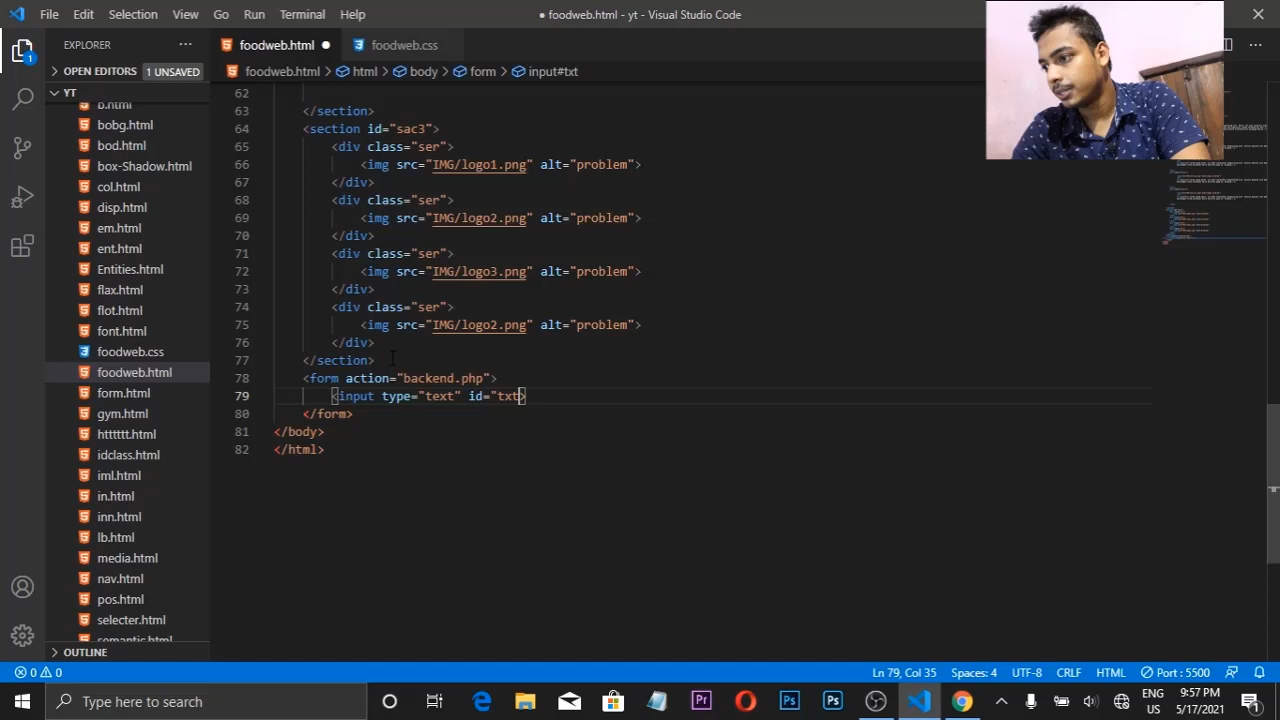 File Edit Selection View Go Run Terminal Help
● foodweb.html - yt - Visual Studio Code
EXPLORER
1
OPEN EDITORS 1 UNSAVED
YT
b.html
bobg.html
bod.html
box-Shadow.html
col.html
disp.html
em.html
ent.html
Entities.html
flax.html
flot.html
font.html
foodweb.css
foodweb.html
form.html
gym.html
httttttt.html
idclass.html
iml.html
in.html
inn.html
lb.html
media.html
nav.html
pos.html
selecter.html
semantic.html
OUTLINE
foodweb.html ● foodweb.css
foodweb.html > html > body > form > input#txt
62
63 </section>
64 <section id="sac3">
65 <div class="ser">
66 <img src="IMG/logo1.png" alt="problem">
67 </div>
68 <div class="ser">
69 <img src="IMG/logo2.png" alt="problem">
70 </div>
71 <div class="ser">
72 <img src="IMG/logo3.png" alt="problem">
73 </div>
74 <div class="ser">
75 <img src="IMG/logo2.png" alt="problem">
76 </div>
77 </section>
78 <form action="backend.php">
79 <input type="text" id="txt>
80 </form>
81 </body>
82 </html>
0 0 Ln 79, Col 35 Spaces: 4 UTF-8 CRLF HTML Port : 5500
Type here to search
Pr Ps Ps
ENG
US
9:57 PM
5/17/2021
1